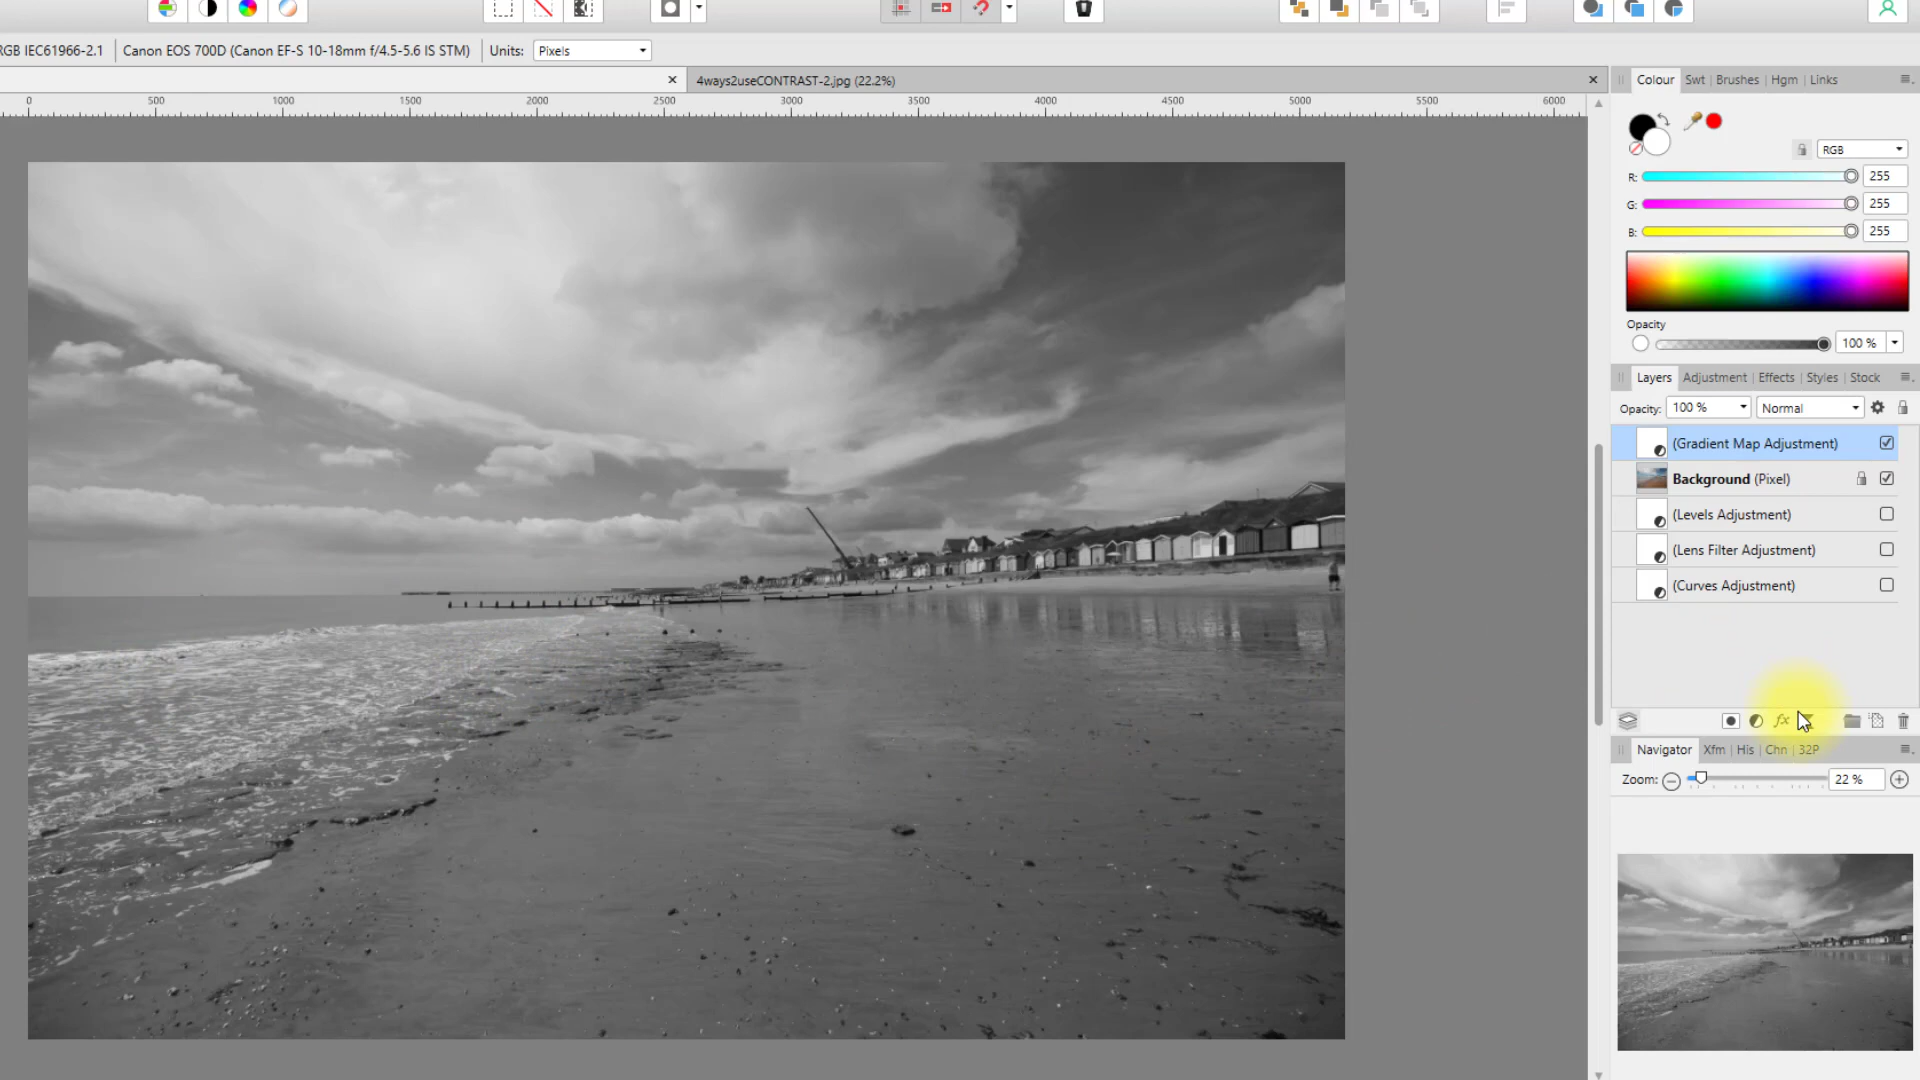 RGB IEC61966-2.1
Canon EOS 700D (Canon EF-S 10-18mm f/4.5-5.6 IS STM)
Units: Pixels
4ways2useCONTRAST-2.jpg (22.2%)
0 500 1000 1500 2000 2500 3000 3500 4000 4500 5000 5500 6000
Colour Swt Brushes Hgm Links
RGB
R: 255
G: 255
B: 255
Opacity
100 %
Layers Adjustment Effects Styles Stock
Opacity: 100 % Normal
(Gradient Map Adjustment)
Background (Pixel)
(Levels Adjustment)
(Lens Filter Adjustment)
(Curves Adjustment)
fx
Navigator Xfm His Chn 32P
Zoom: 22 %